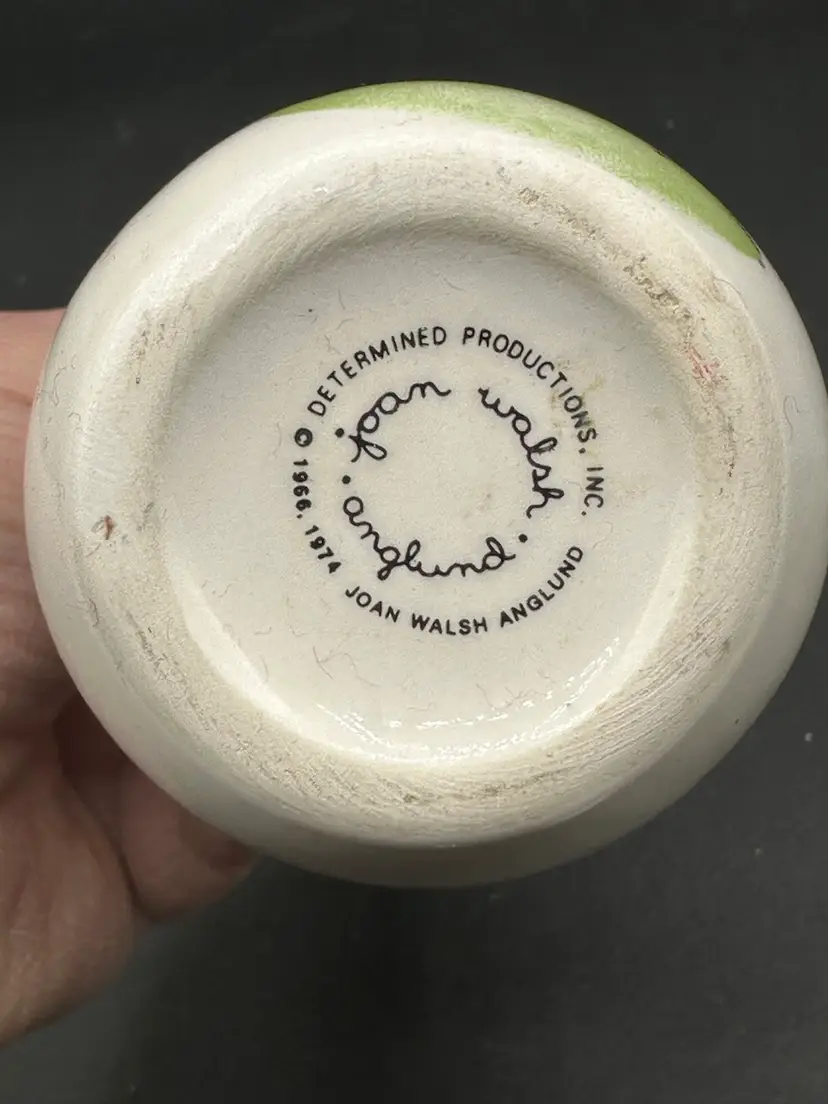 © DETERMINED PRODUCTIONS, INC.
1966, 1974 JOAN WALSH ANGLUND
joan walsh
• anglund •